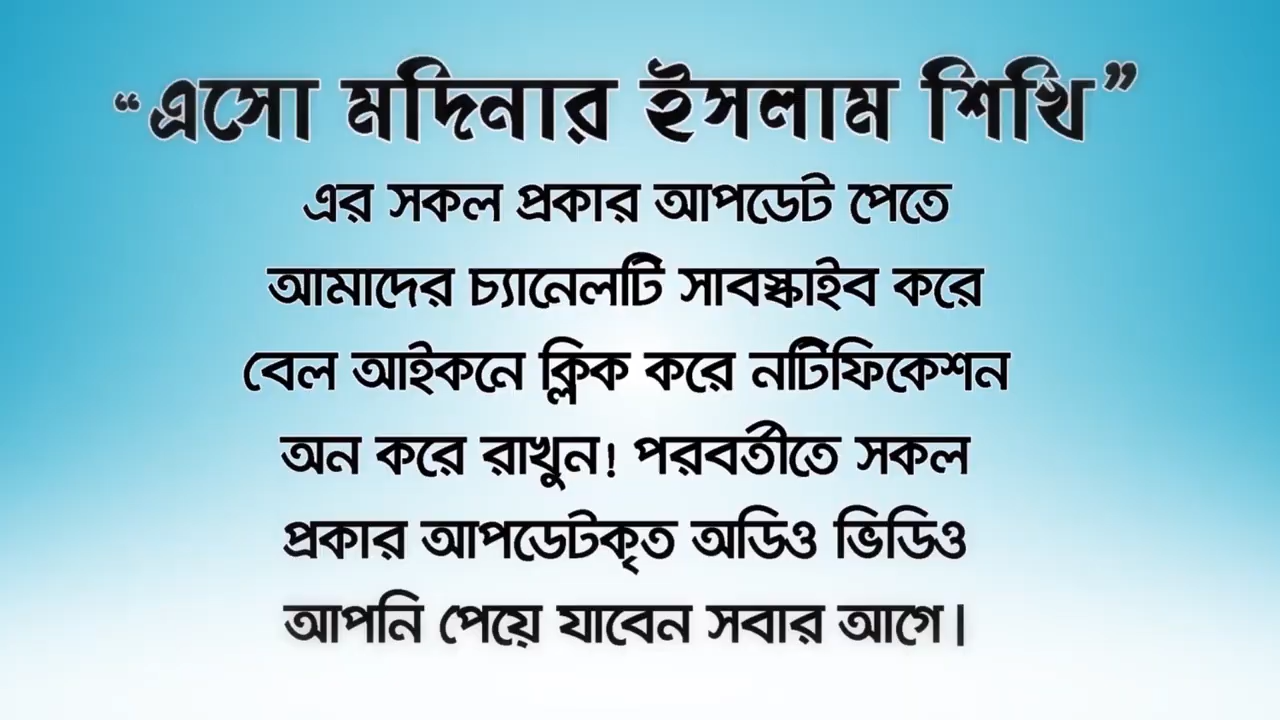 “এসো মদিনার ইসলাম শিখি”
এর সকল প্রকার আপডেট পেতে
আমাদের চ্যানেলটি সাবস্ক্রাইব করে
বেল আইকনে ক্লিক করে নটিফিকেশন
অন করে রাখুন! পরবর্তীতে সকল
প্রকার আপডেটকৃত অডিও ভিডিও
আপনি পেয়ে যাবেন সবার আগে।